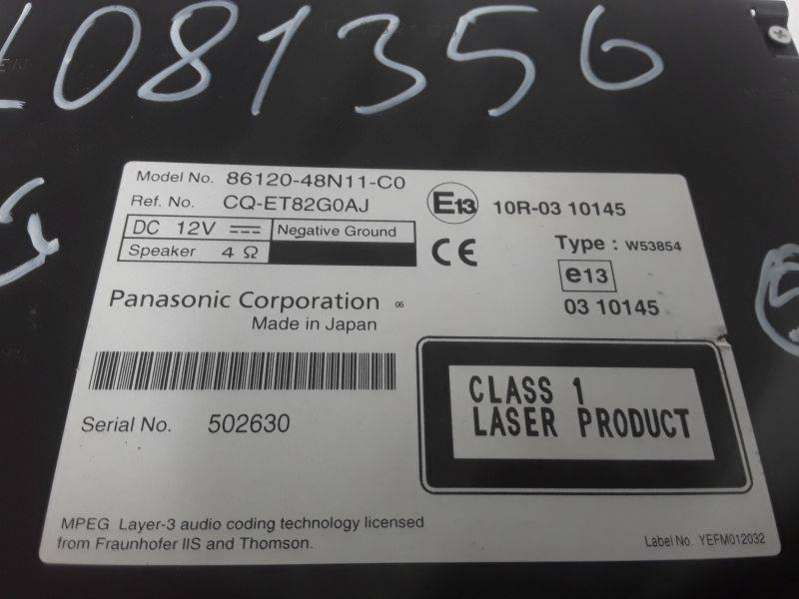 L081356
Model No. 86120-48N11-C0
Ref. No. CQ-ET82G0AJ
DC 12V Negative Ground
Speaker 4 Ω
E13 10R-03 10145
CE
Type : W53854
e13
03 10145
Panasonic Corporation
Made in Japan
CLASS 1
LASER PRODUCT
Serial No. 502630
MPEG Layer-3 audio coding technology licensed
from Fraunhofer IIS and Thomson.
Label No. YEFM012032